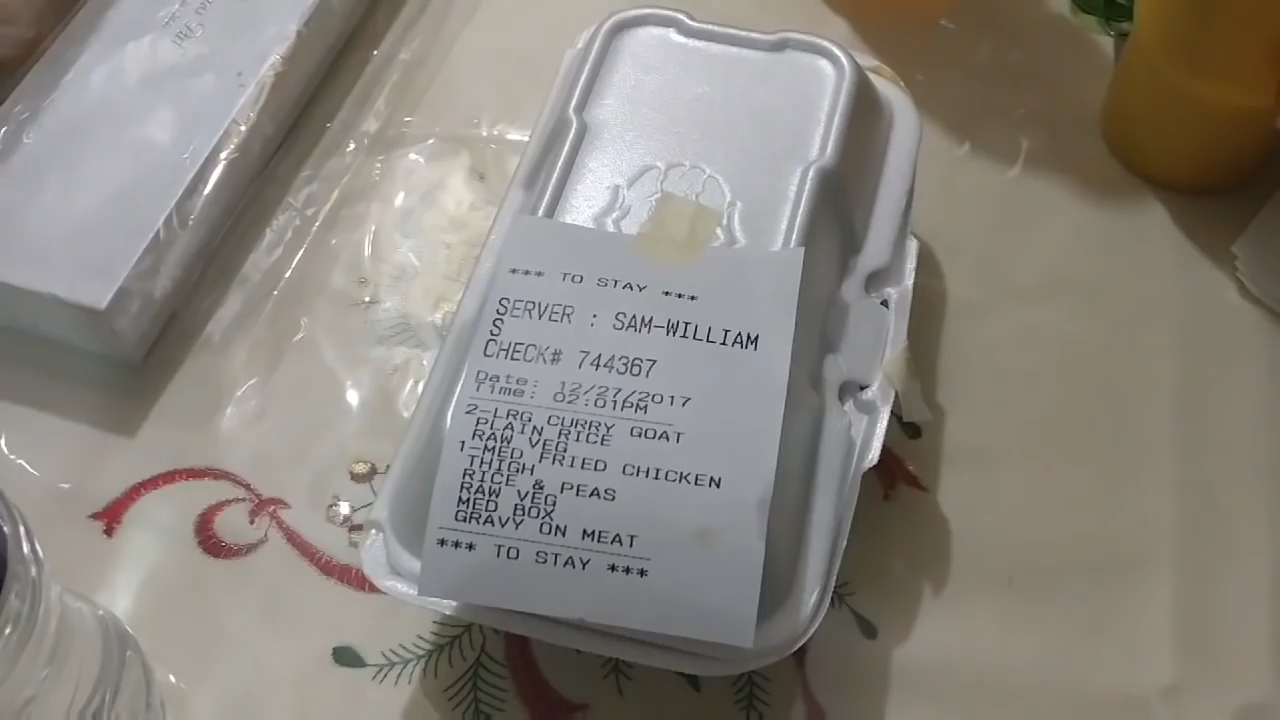 *** TO STAY ***
SERVER : SAM-WILLIAM
S
CHECK# 744367
Date: 12/27/2017
Time: 02:01PM
2-LRG CURRY GOAT
PLAIN RICE
RAW VEG
1-MED FRIED CHICKEN
THIGH
RICE & PEAS
RAW VEG
MED BOX
GRAVY ON MEAT
*** TO STAY ***